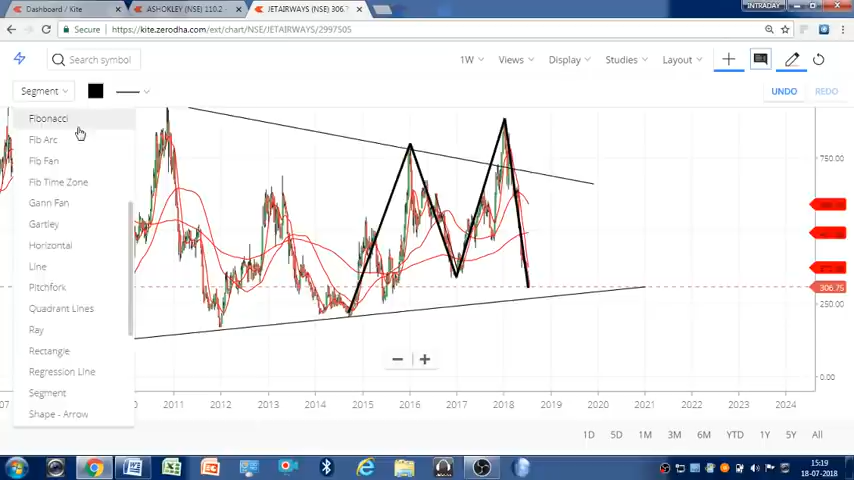 INTRADAY
Dashboard / Kite
ASHOKLEY (NSE) 110.2 -
JETAIRWAYS (NSE) 306.
Secure
https://kite.zerodha.com/ext/chart/NSE/JETAIRWAYS/2997505
Search symbol
1W
Views
Display
Studies
Layout
Segment
UNDO
REDO
Fibonacci
Fib Arc
Fib Fan
Fib Time Zone
Gann Fan
Gartley
Horizontal
Line
Pitchfork
Quadrant Lines
Ray
Rectangle
Regression Line
Segment
Shape - Arrow
750.00
306.75
250.00
0.00
07
2011
2012
2013
2014
2015
2016
2017
2018
2019
2020
2021
2022
2023
2024
1D
5D
1M
3M
6M
YTD
1Y
5Y
All
15:19
18-07-2018